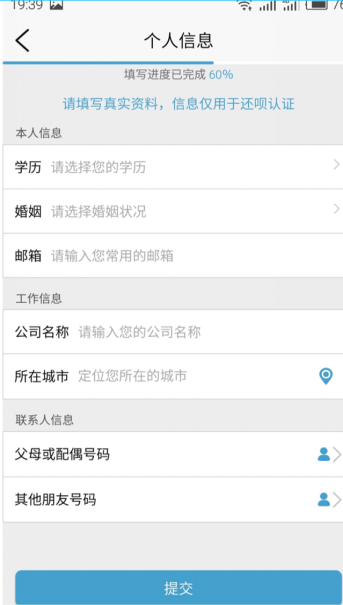 19:39
个人信息
填写进度已完成 60%
请填写真实资料，信息仅用于还呗认证
本人信息
学历 请选择您的学历
婚姻 请选择婚姻状况
邮箱 请输入您常用的邮箱
工作信息
公司名称 请输入您的公司名称
所在城市 定位您所在的城市
联系人信息
父母或配偶号码
其他朋友号码
提交